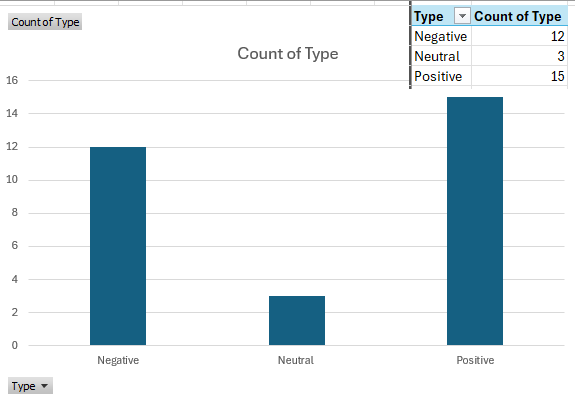 Count of Type
Type Count of Type
Negative 12
Neutral 3
Positive 15
Count of Type
16
14
12
10
8
6
4
2
0
Negative Neutral Positive
Type